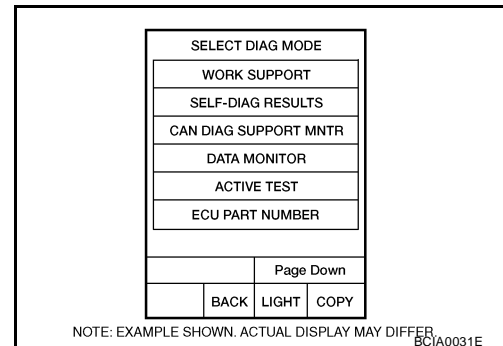 SELECT DIAG MODE
WORK SUPPORT
SELF-DIAG RESULTS
CAN DIAG SUPPORT MNTR
DATA MONITOR
ACTIVE TEST
ECU PART NUMBER
Page Down
BACK LIGHT COPY
NOTE: EXAMPLE SHOWN. ACTUAL DISPLAY MAY DIFFER.
BCIA0031E